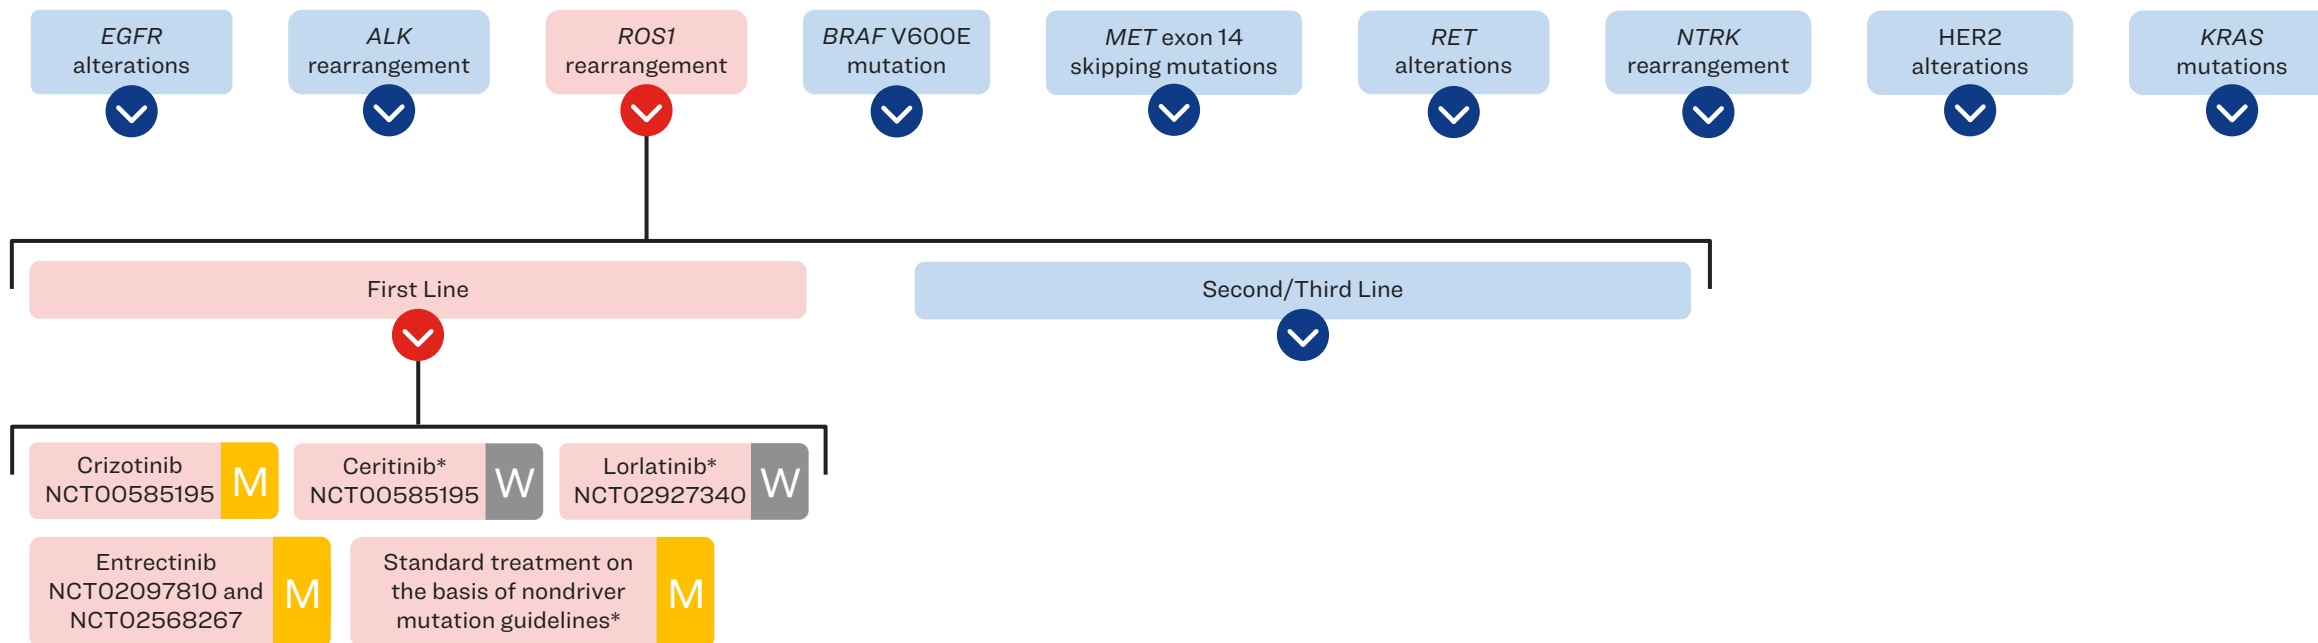 EGFR
alterations
ALK
rearrangement
ROS1
rearrangement
BRAF V600E
mutation
MET exon 14
skipping mutations
RET
alterations
NTRK
rearrangement
HER2
alterations
KRAS
mutations
First Line
Second/Third Line
Crizotinib
NCT00585195
M
Ceritinib*
NCT00585195
W
Lorlatinib*
NCT02927340
W
Entrectinib
NCT02097810 and
NCT02568267
M
Standard treatment on
the basis of nondriver
mutation guidelines*
M